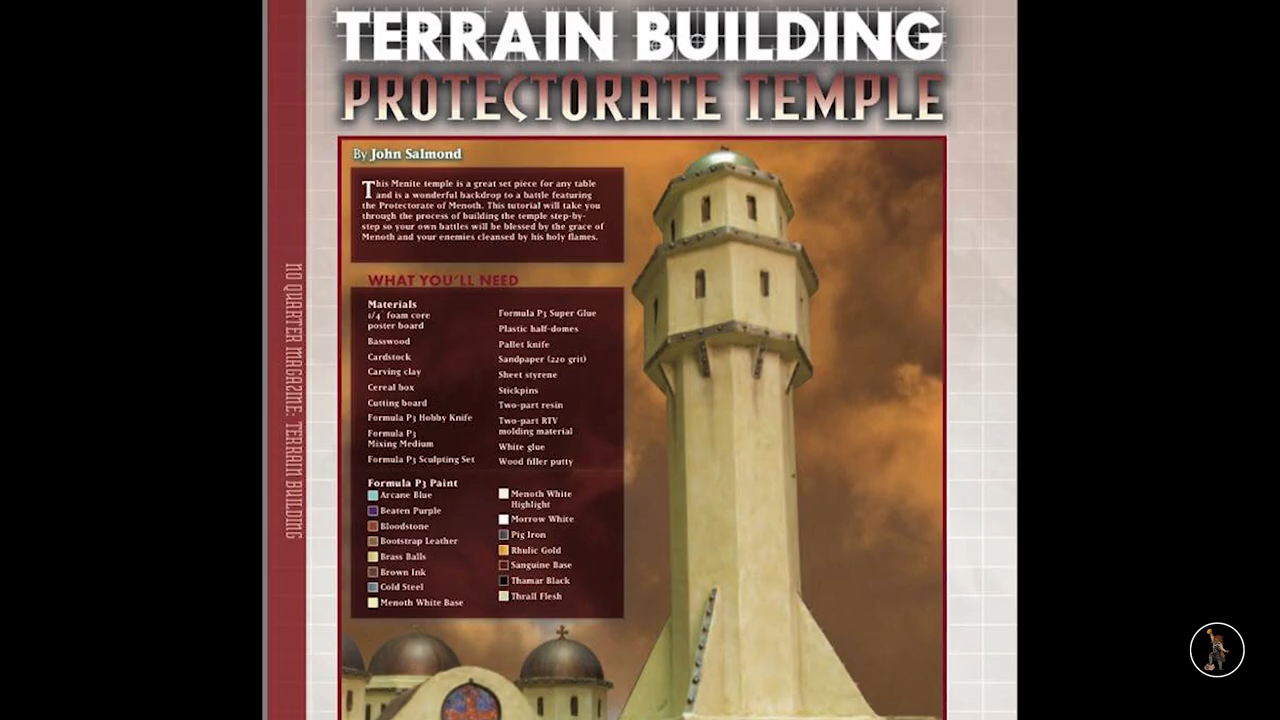 TERRAIN BUILDING
PROTECTORATE TEMPLE
By John Salmond
This Menite temple is a great set piece for any table
and is a wonderful backdrop to a battle featuring
the Protectorate of Menoth. This tutorial will take you
through the process of building the temple step-by-
step so your own battles will be blessed by the grace of
Menoth and your enemies cleansed by his holy flames.
WHAT YOU'LL NEED
Materials
1/4" foam core
poster board
Basswood
Cardstock
Carving clay
Cereal box
Cutting board
Formula P3 Hobby Knife
Formula P3
Mixing Medium
Formula P3 Sculpting Set
Formula P3 Super Glue
Plastic half-domes
Pallet knife
Sandpaper (220 grit)
Sheet styrene
Stickpins
Two-part resin
Two-part RTV
molding material
White glue
Wood filler putty
Formula P3 Paint
Arcane Blue
Beaten Purple
Bloodstone
Bootstrap Leather
Brass Balls
Brown Ink
Cold Steel
Menoth White Base
Menoth White
Highlight
Morrow White
Pig Iron
Rhulic Gold
Sanguine Base
Thamar Black
Thrall Flesh
NO QUARTER MAGAZINE: TERRAIN BUILDING